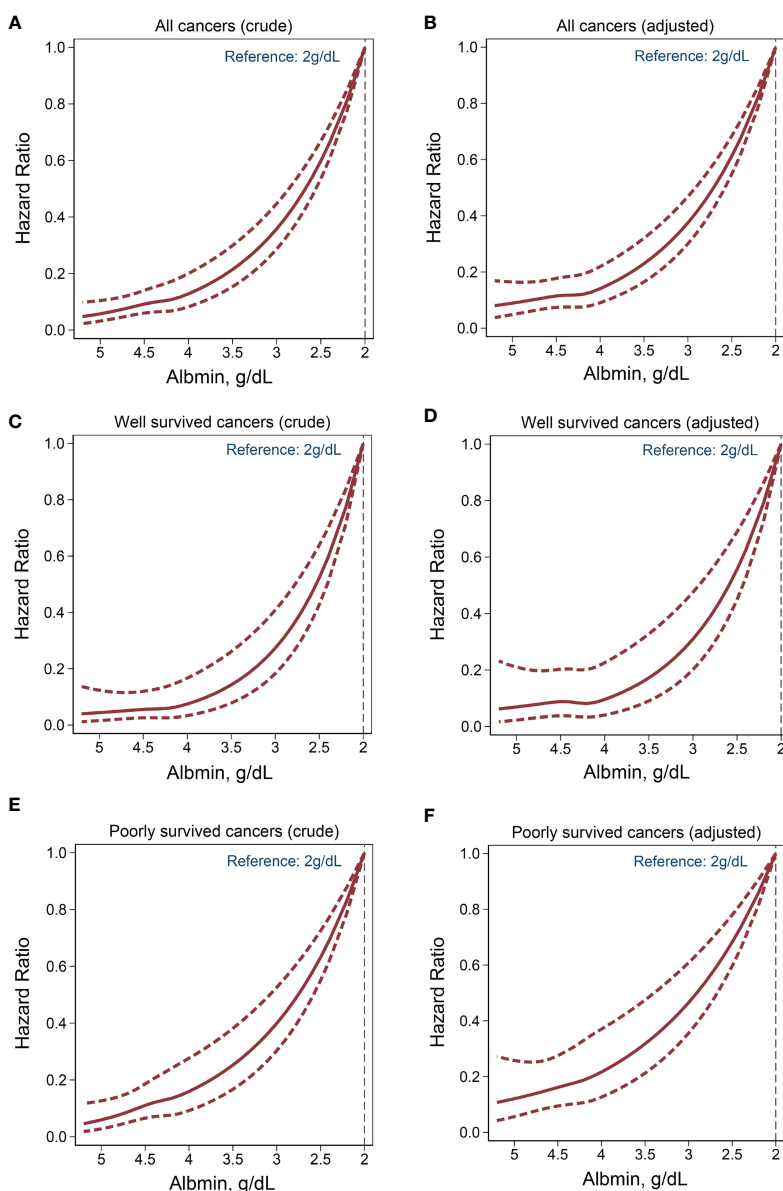 A
All cancers (crude)
Reference: 2g/dL
1.0
0.8
0.6
0.4
0.2
0.0
Hazard Ratio
5 4.5 4 3.5 3 2.5 2
Albmin, g/dL
B
All cancers (adjusted)
Reference: 2g/dL
1.0
0.8
0.6
0.4
0.2
0.0
Hazard Ratio
5 4.5 4 3.5 3 2.5 2
Albmin, g/dL
C
Well survived cancers (crude)
Reference: 2g/dL
1.0
0.8
0.6
0.4
0.2
0.0
Hazard Ratio
5 4.5 4 3.5 3 2.5 2
Albmin, g/dL
D
Well survived cancers (adjusted)
Reference: 2g/dL
1.0
0.8
0.6
0.4
0.2
0.0
Hazard Ratio
5 4.5 4 3.5 3 2.5 2
Albmin, g/dL
E
Poorly survived cancers (crude)
Reference: 2g/dL
1.0
0.8
0.6
0.4
0.2
0.0
Hazard Ratio
5 4.5 4 3.5 3 2.5 2
Albmin, g/dL
F
Poorly survived cancers (adjusted)
Reference: 2g/dL
1.0
0.8
0.6
0.4
0.2
0.0
Hazard Ratio
5 4.5 4 3.5 3 2.5 2
Albmin, g/dL